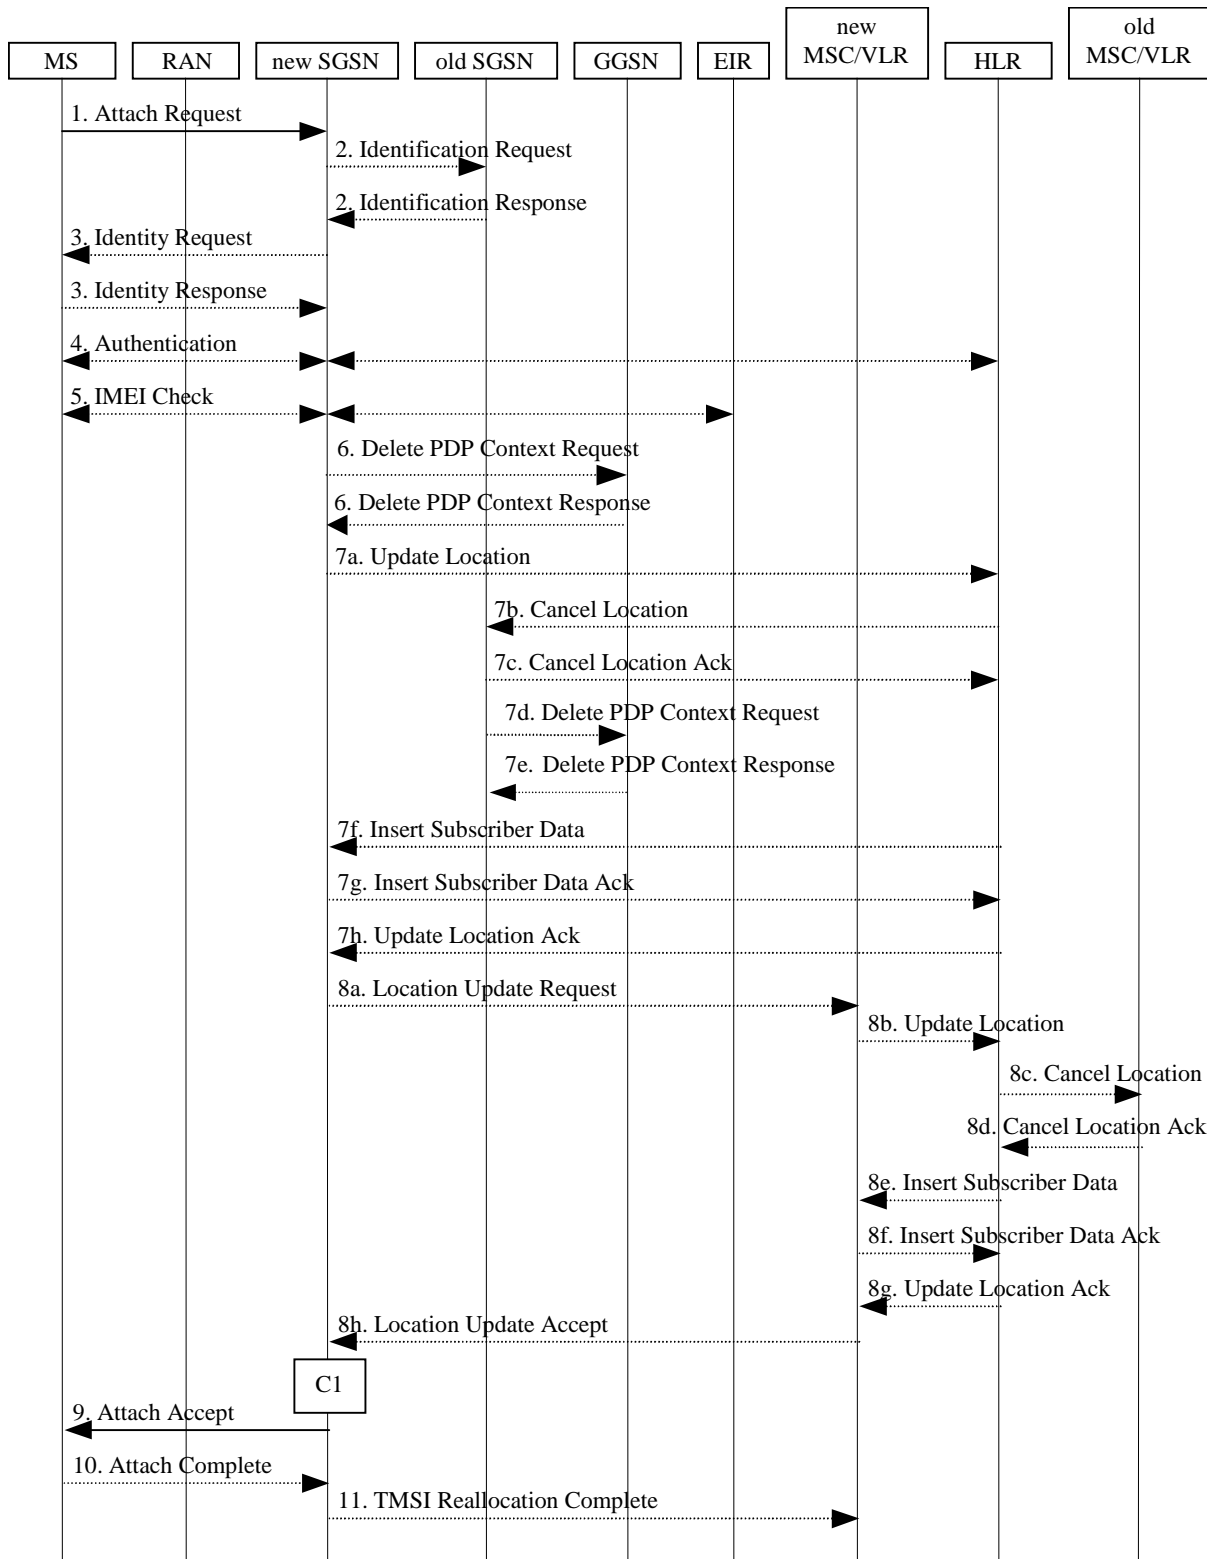 new
old
MS
RAN
new SGSN
old SGSN
GGSN
EIR
MSC/VLR
HLR
MSC/VLR
1. Attach Request
2. Identification Request
2. Identification Response
3. Identity Request
3. Identity Response
4. Authentication
5. IMEI Check
6. Delete PDP Context Request
6. Delete PDP Context Response
7a. Update Location
7b. Cancel Location
7c. Cancel Location Ack
7d. Delete PDP Context Request
7e. Delete PDP Context Response
7f. Insert Subscriber Data
7g. Insert Subscriber Data Ack
7h. Update Location Ack
8a. Location Update Request
8b. Update Location
8c. Cancel Location
8d. Cancel Location Ack
8e. Insert Subscriber Data
8f. Insert Subscriber Data Ack
8g. Update Location Ack
8h. Location Update Accept
C1
9. Attach Accept
10. Attach Complete
11. TMSI Reallocation Complete